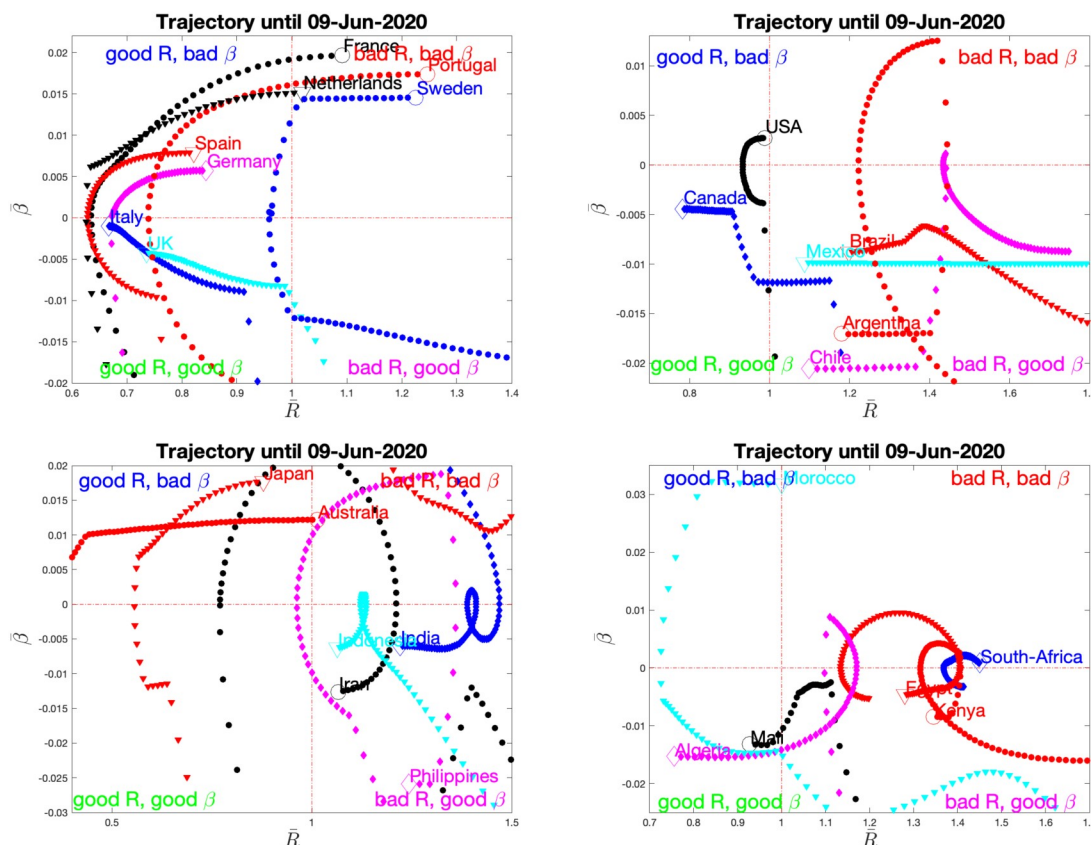 Trajectory until 09-Jun-2020
good R, bad β
bad R, bad β
France
Portugal
Netherlands
Sweden
Spain
Germany
Italy
UK
good R, good β
bad R, good β
0.02
0.015
0.01
0.005
0
-0.005
-0.01
-0.015
-0.02
0.6 0.7 0.8 0.9 1 1.1 1.2 1.3 1.4
R̄
β̄
Trajectory until 09-Jun-2020
good R, bad β
bad R, bad β
USA
Canada
Brazil
Mexico
Argentina
Chile
good R, good β
bad R, good β
0.01
0.005
0
-0.005
-0.01
-0.015
-0.02
0.8 1 1.2 1.4 1.6 1.
R̄
β̄
Trajectory until 09-Jun-2020
good R, bad β
bad R, bad β
Japan
Australia
Indonesia
India
Iran
Philippines
good R, good β
bad R, good β
0.02
0.015
0.01
0.005
0
-0.005
-0.01
-0.015
-0.02
-0.025
-0.03
0.5 1 1.5
R̄
β̄
Trajectory until 09-Jun-2020
good R, bad β
bad R, bad β
Morocco
South-Africa
Egypt
Kenya
Mali
Algeria
good R, good β
bad R, good β
0.03
0.02
0.01
0
-0.01
-0.02
0.7 0.8 0.9 1 1.1 1.2 1.3 1.4 1.5 1.6 1.
R̄
β̄